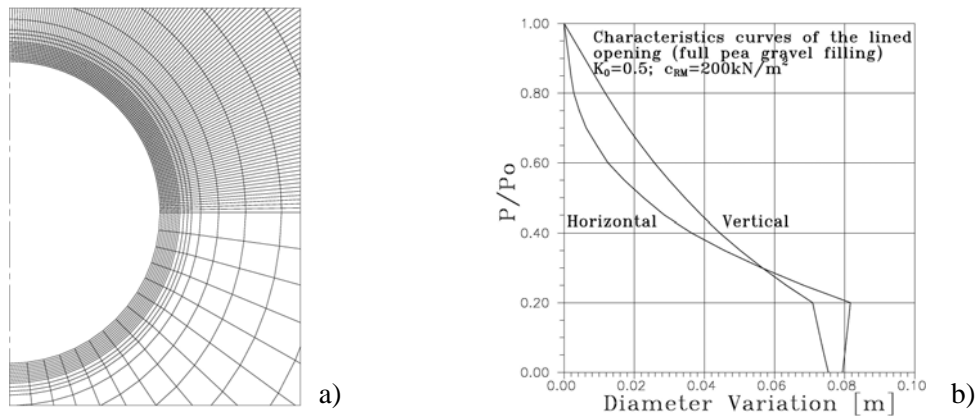 a)
1.00
0.80
0.60
0.40
0.20
0.00
P/Po
Characteristics curves of the lined
opening (full pea gravel filling)
K₀=0.5; c_RM=200kN/m²
Horizontal
Vertical
0.00 0.02 0.04 0.06 0.08 0.10
Diameter Variation [m]
b)